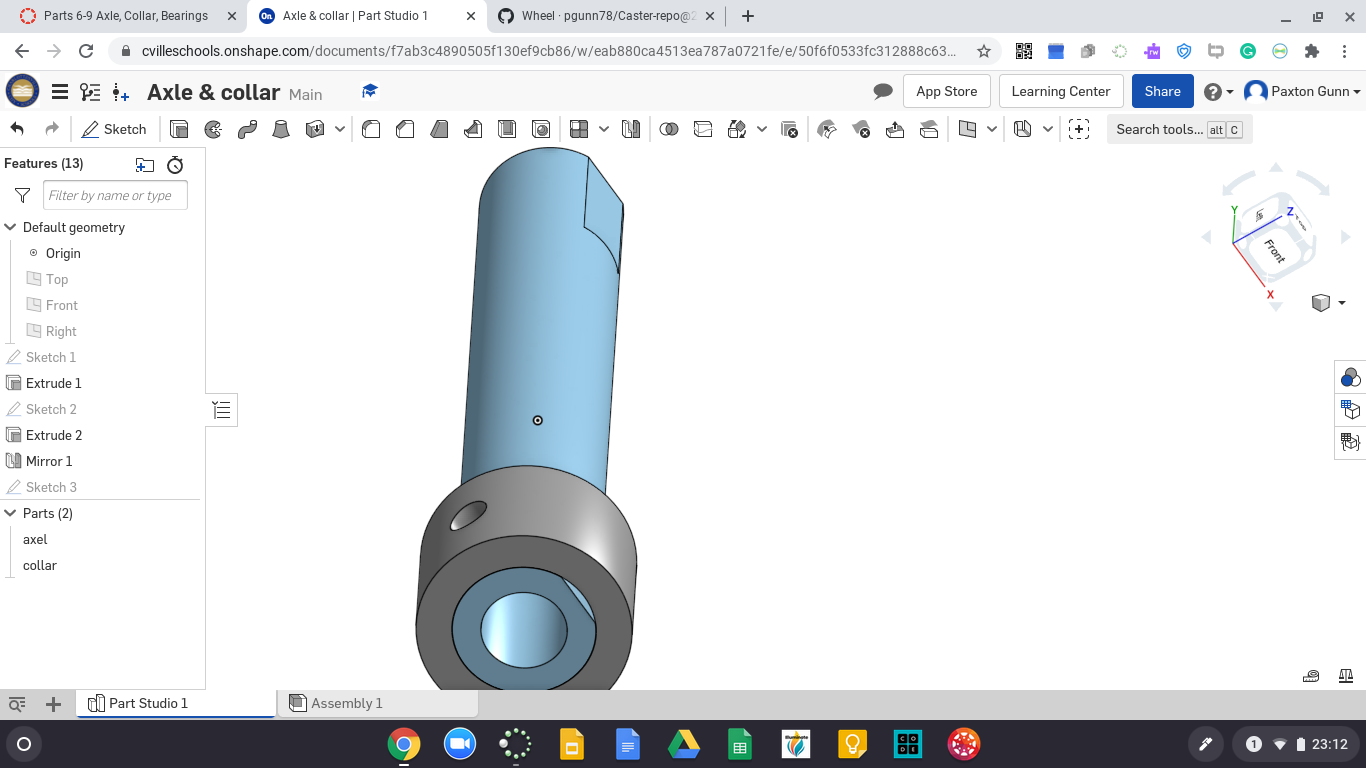 Parts 6-9 Axle, Collar, Bearings
On Axle & collar | Part Studio 1
Wheel · pgunn78/Caster-repo@2
cvilleschools.onshape.com/documents/f7ab3c4890505f130ef9cb86/w/eab880ca4513ea787a0721fe/e/50f6f0533fc312888c63…
Axle & collar Main
App Store
Learning Center
Share
Paxton Gunn
Sketch
Search tools... alt C
Features (13)
Filter by name or type
Default geometry
Origin
Top
Front
Right
Sketch 1
Extrude 1
Sketch 2
Extrude 2
Mirror 1
Sketch 3
Parts (2)
axel
collar
Y
Z
Front
X
Part Studio 1
Assembly 1
CODE
1 23:12